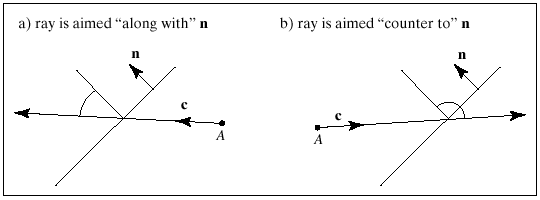 a) ray is aimed “along with” n
b) ray is aimed “counter to” n
n
n
c
c
A
A